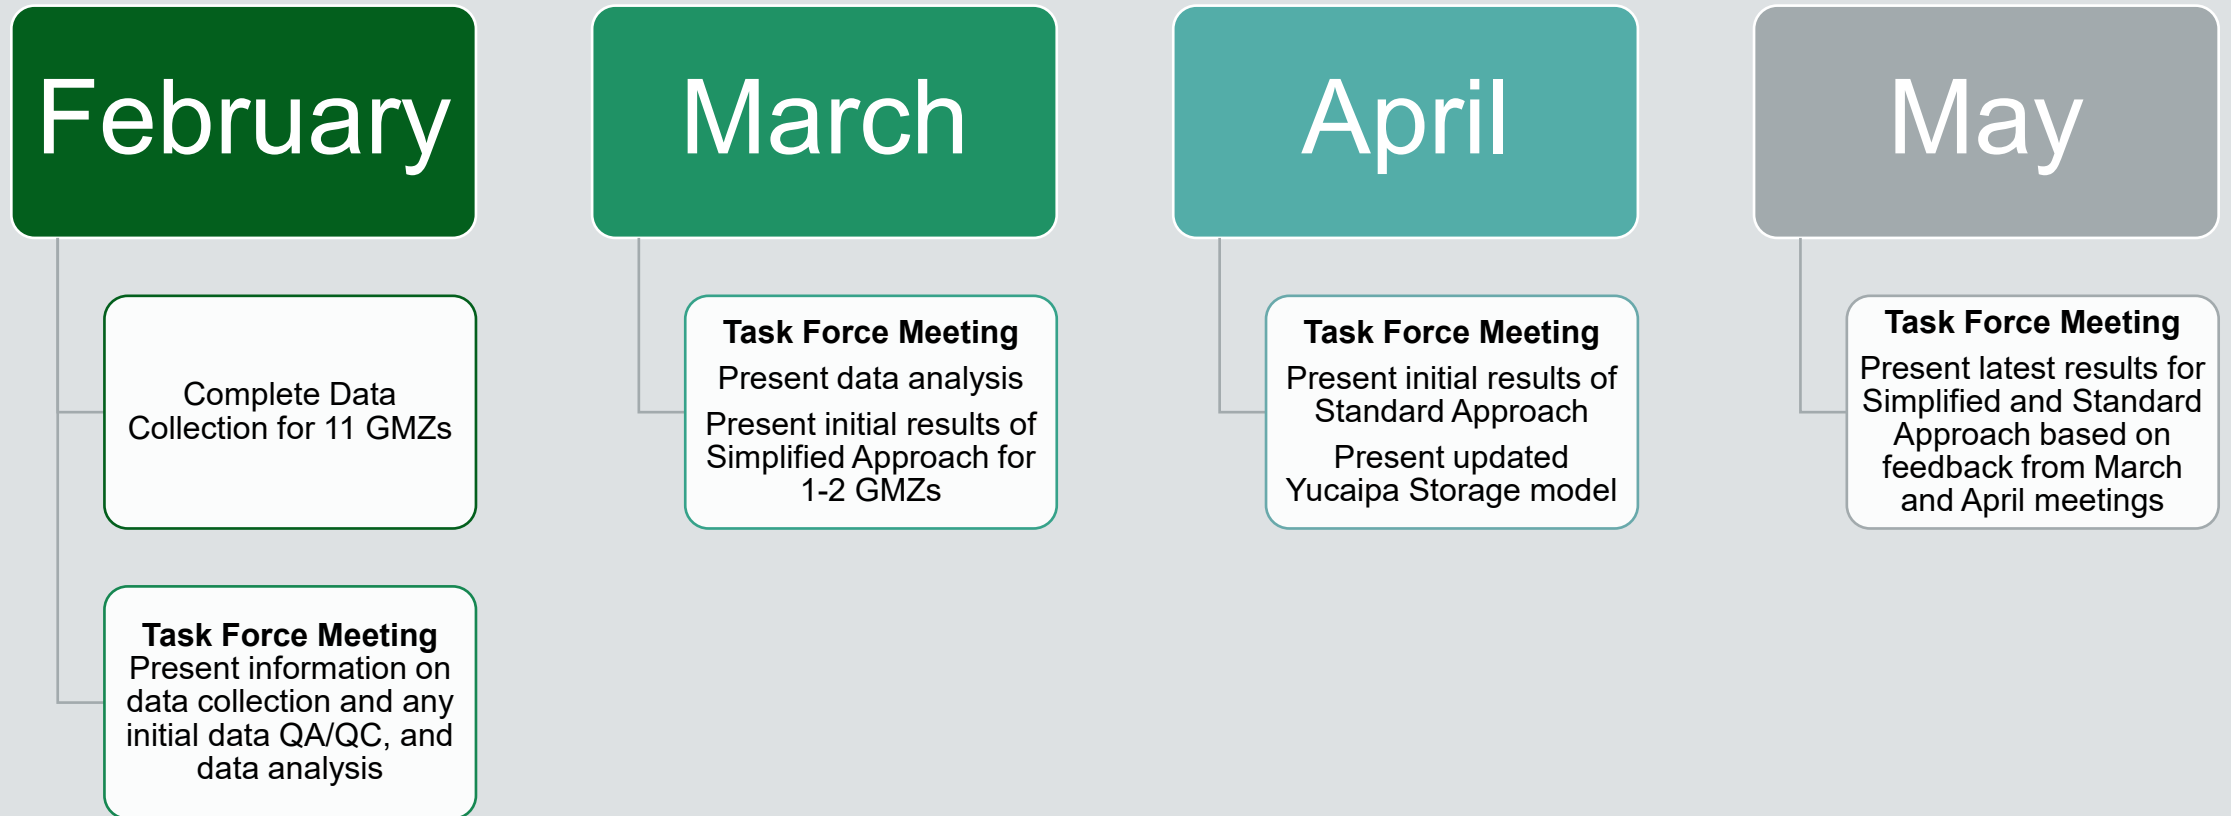 February
Complete Data
Collection for 11 GMZs
Task Force Meeting
Present information on
data collection and any
initial data QA/QC, and
data analysis
March
Task Force Meeting
Present data analysis
Present initial results of
Simplified Approach for
1-2 GMZs
April
Task Force Meeting
Present initial results of
Standard Approach
Present updated
Yucaipa Storage model
May
Task Force Meeting
Present latest results for
Simplified and Standard
Approach based on
feedback from March
and April meetings